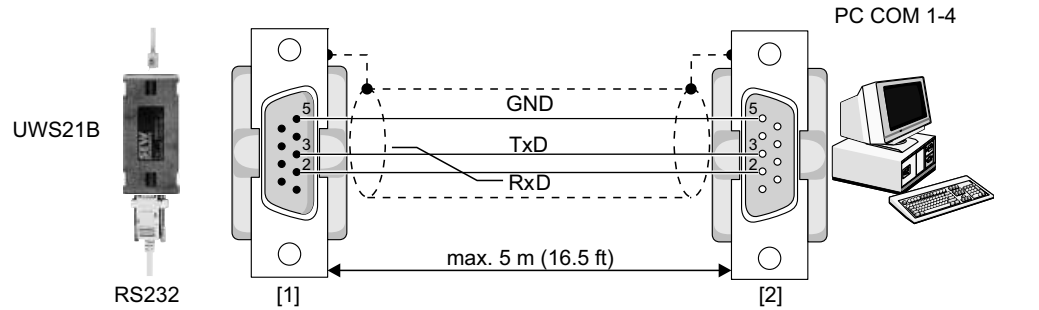 PC COM 1-4
UWS21B
SEW
5
GND
5
3
TxD
3
2
RxD
2
max. 5 m (16.5 ft)
RS232
[1]
[2]